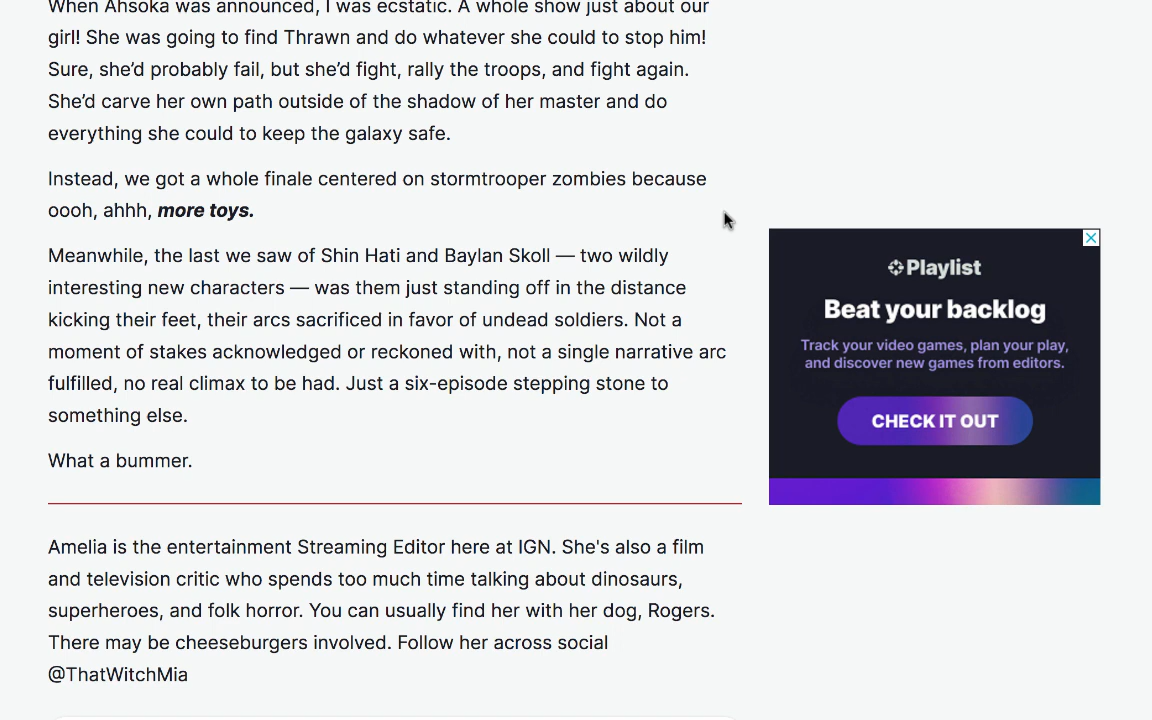 When Ahsoka was announced, I was ecstatic. A whole show just about our
girl! She was going to find Thrawn and do whatever she could to stop him!
Sure, she’d probably fail, but she’d fight, rally the troops, and fight again.
She’d carve her own path outside of the shadow of her master and do
everything she could to keep the galaxy safe.
Instead, we got a whole finale centered on stormtrooper zombies because
oooh, ahhh, more toys.
Meanwhile, the last we saw of Shin Hati and Baylan Skoll — two wildly
interesting new characters — was them just standing off in the distance
kicking their feet, their arcs sacrificed in favor of undead soldiers. Not a
moment of stakes acknowledged or reckoned with, not a single narrative arc
fulfilled, no real climax to be had. Just a six-episode stepping stone to
something else.
What a bummer.
Amelia is the entertainment Streaming Editor here at IGN. She's also a film
and television critic who spends too much time talking about dinosaurs,
superheroes, and folk horror. You can usually find her with her dog, Rogers.
There may be cheeseburgers involved. Follow her across social
@ThatWitchMia
Playlist
Beat your backlog
Track your video games, plan your play,
and discover new games from editors.
CHECK IT OUT